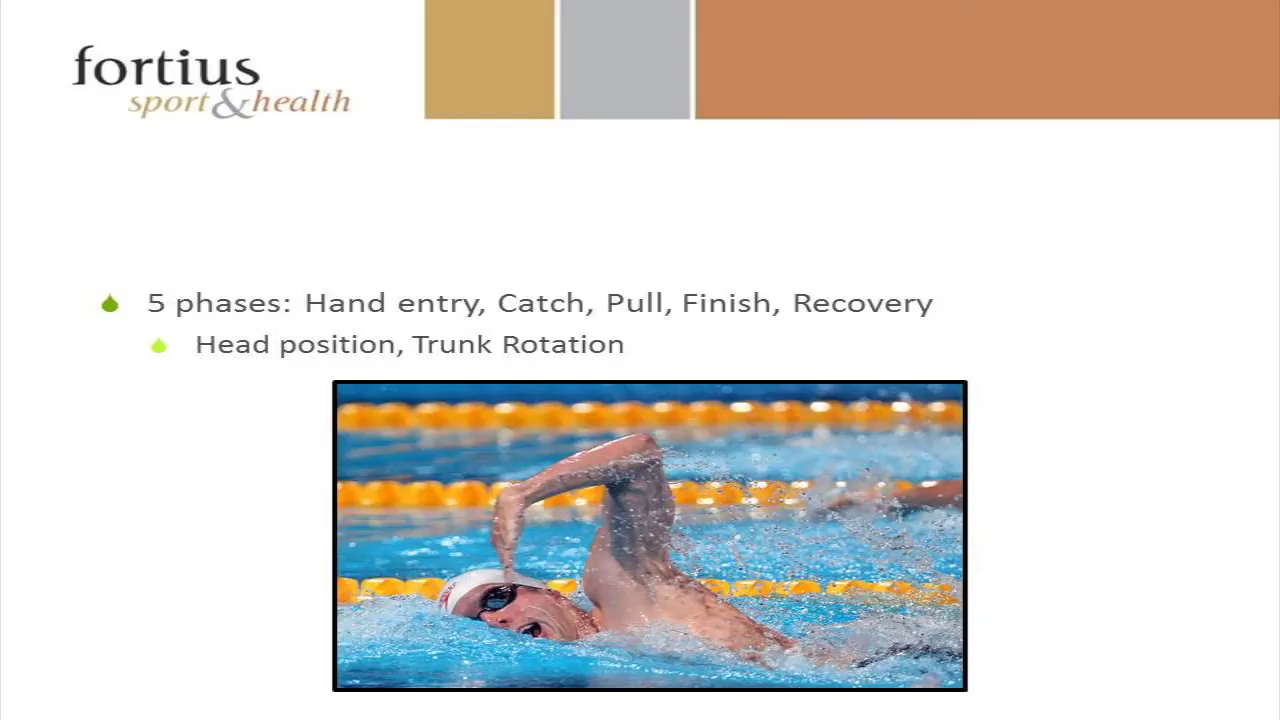 fortius
sport&health
5 phases: Hand entry, Catch, Pull, Finish, Recovery
Head position, Trunk Rotation